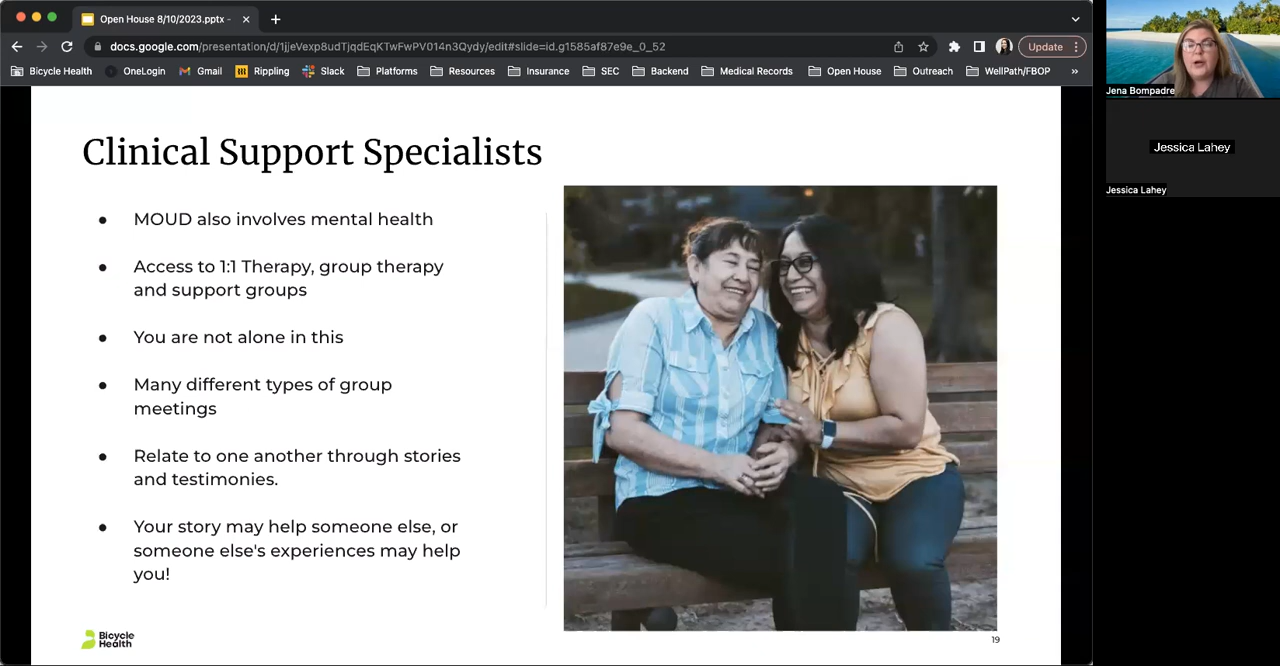 Open House 8/10/2023.pptx -
docs.google.com/presentation/d/1jjeVexp8udTjqdEqKTwFwPV014n3Qydy/edit#slide=id.g1585af87e9e_0_52
Update
Bicycle Health
OneLogin
Gmail
Rippling
Slack
Platforms
Resources
Insurance
SEC
Backend
Medical Records
Open House
Outreach
WellPath/FBOP
»
Clinical Support Specialists
● MOUD also involves mental health
● Access to 1:1 Therapy, group therapy
and support groups
● You are not alone in this
● Many different types of group
meetings
● Relate to one another through stories
and testimonies.
● Your story may help someone else, or
someone else's experiences may help
you!
Bicycle
Health
19
Jena Bompadre
Jessica Lahey
Jessica Lahey